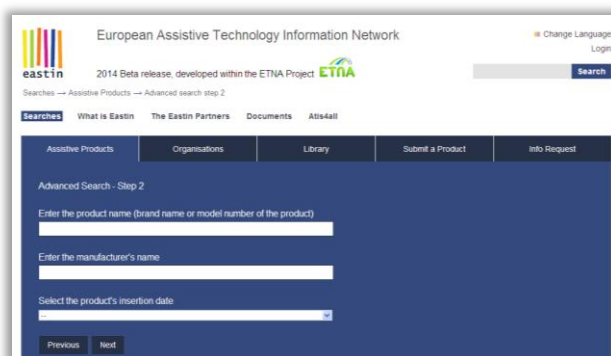 European Assistive Technology Information Network
Change Language
Login
eastin
2014 Beta release, developed within the ETNA Project ETNA
Search
Searches → Assistive Products → Advanced search step 2
Searches What is Eastin The Eastin Partners Documents Atis4all
Assistive Products Organisations Library Submit a Product Info Request
Advanced Search - Step 2
Enter the product name (brand name or model number of the product)
Enter the manufacturer's name
Select the product's insertion date
--
Previous Next